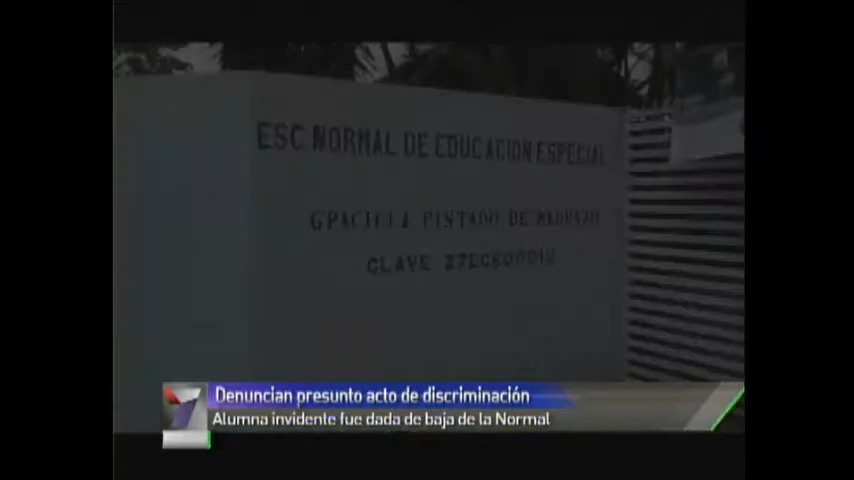 ESC NORMAL DE EDUCACION ESPECIAL
GRACIELA PINTADO DE MADRAZO
CLAVE
Denuncian presunto acto de discriminación
Alumna invidente fue dada de baja de la Normal